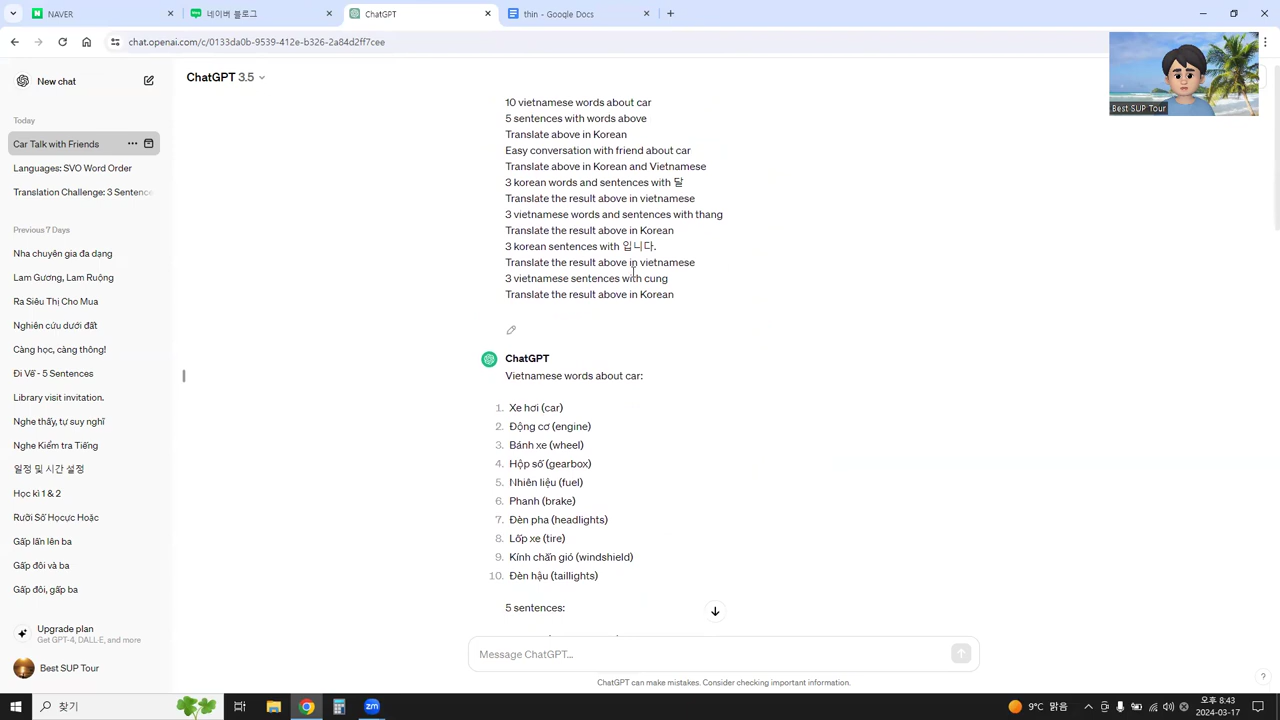 NAVER
네이버 블로그
ChatGPT
thin - Google Docs
chat.openai.com/c/0133da0b-9539-412e-b326-2a84d2ff7cee
New chat
Today
Car Talk with Friends
Languages: SVO Word Order
Translation Challenge: 3 Sentence
Previous 7 Days
Nha chuyên gia đa dạng
Lam Gương, Lam Ruộng
Ra Siêu Thị Cho Mua
Nghiên cứu dưới đất
Càng học, càng thông!
Đi Về - 5 Sentences
Library visit invitation.
Nghe thấy, tự suy nghĩ
Nghe Kiểm tra Tiếng
일정 및 시간 설정
Học kì 1 & 2
Rưỡi Số Họcực Hoặc
Gấp lấn lên ba
Gấp đôi và ba
Gấp đôi, gấp ba
Upgrade plan
Get GPT-4, DALL·E, and more
Best SUP Tour
ChatGPT 3.5
10 vietnamese words about car
5 sentences with words above
Translate above in Korean
Easy conversation with friend about car
Translate above in Korean and Vietnamese
3 korean words and sentences with 달
Translate the result above in vietnamese
3 vietnamese words and sentences with thang
Translate the result above in Korean
3 korean sentences with 입니다.
Translate the result above in vietnamese
3 vietnamese sentences with cung
Translate the result above in Korean
ChatGPT
Vietnamese words about car:
1. Xe hơi (car)
2. Động cơ (engine)
3. Bánh xe (wheel)
4. Hộp số (gearbox)
5. Nhiên liệu (fuel)
6. Phanh (brake)
7. Đèn pha (headlights)
8. Lốp xe (tire)
9. Kính chắn gió (windshield)
10. Đèn hậu (taillights)
5 sentences:
Message ChatGPT...
ChatGPT can make mistakes. Consider checking important information.
?
Best SUP Tour
찾기
9°C 맑음
오후 8:43
2024-03-17